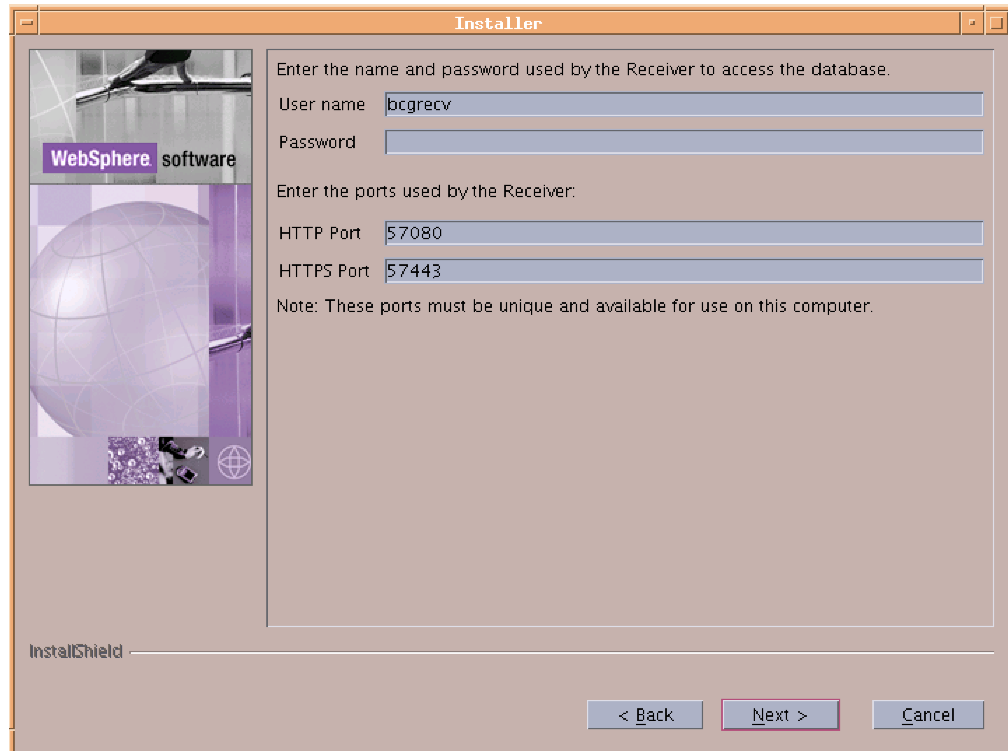 Installer
WebSphere. software
Enter the name and password used by the Receiver to access the database.
User name bcgrecv
Password
Enter the ports used by the Receiver:
HTTP Port 57080
HTTPS Port 57443
Note: These ports must be unique and available for use on this computer.
InstallShield
< Back Next > Cancel